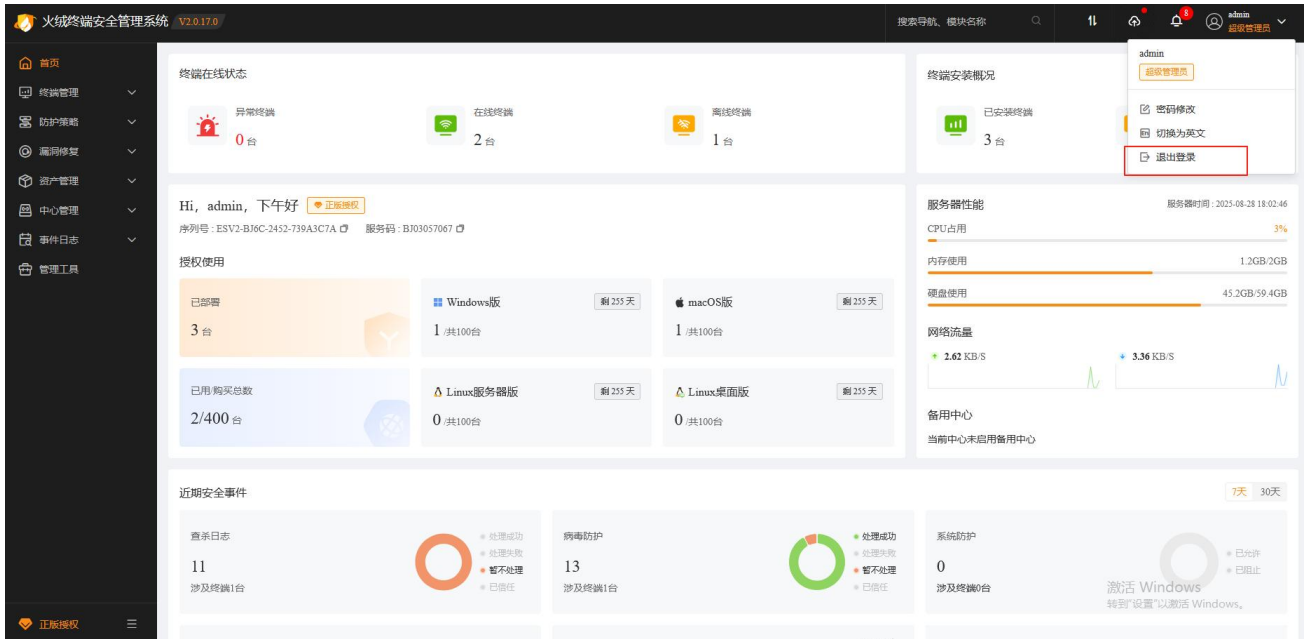 火绒终端安全管理系统 V2.0.17.0
搜索导航、模块名称
8
admin
超级管理员
admin
超级管理员
密码修改
切换为英文
退出登录
首页
终端管理
防护策略
漏洞修复
资产管理
中心管理
事件日志
管理工具
正版授权
终端在线状态
异常终端
0 台
在线终端
2 台
离线终端
1 台
终端安装概况
已安装终端
3 台
Hi, admin, 下午好 正版授权
序列号 : ESV2-BJ6C-2452-739A3C7A 服务码 : BJ03057067
授权使用
已部署
3 台
Windows版 剩 255 天
1 /共100台
macOS版 剩 255 天
1 /共100台
已用/购买总数
2/400 台
Linux服务器版 剩 255 天
0 /共100台
Linux桌面版 剩 255 天
0 /共100台
服务器性能 服务器时间 : 2025-08-28 18:02:46
CPU占用 3%
内存使用 1.2GB/2GB
硬盘使用 45.2GB/59.4GB
网络流量
2.62 KB/S 3.36 KB/S
备用中心
当前中心未启用备用中心
近期安全事件 7天 30天
查杀日志
11
涉及终端1台
处理成功
处理失败
暂不处理
已信任
病毒防护
13
涉及终端1台
处理成功
处理失败
暂不处理
已信任
系统防护
0
涉及终端0台
已允许
已阻止
激活 Windows
转到"设置"以激活 Windows。